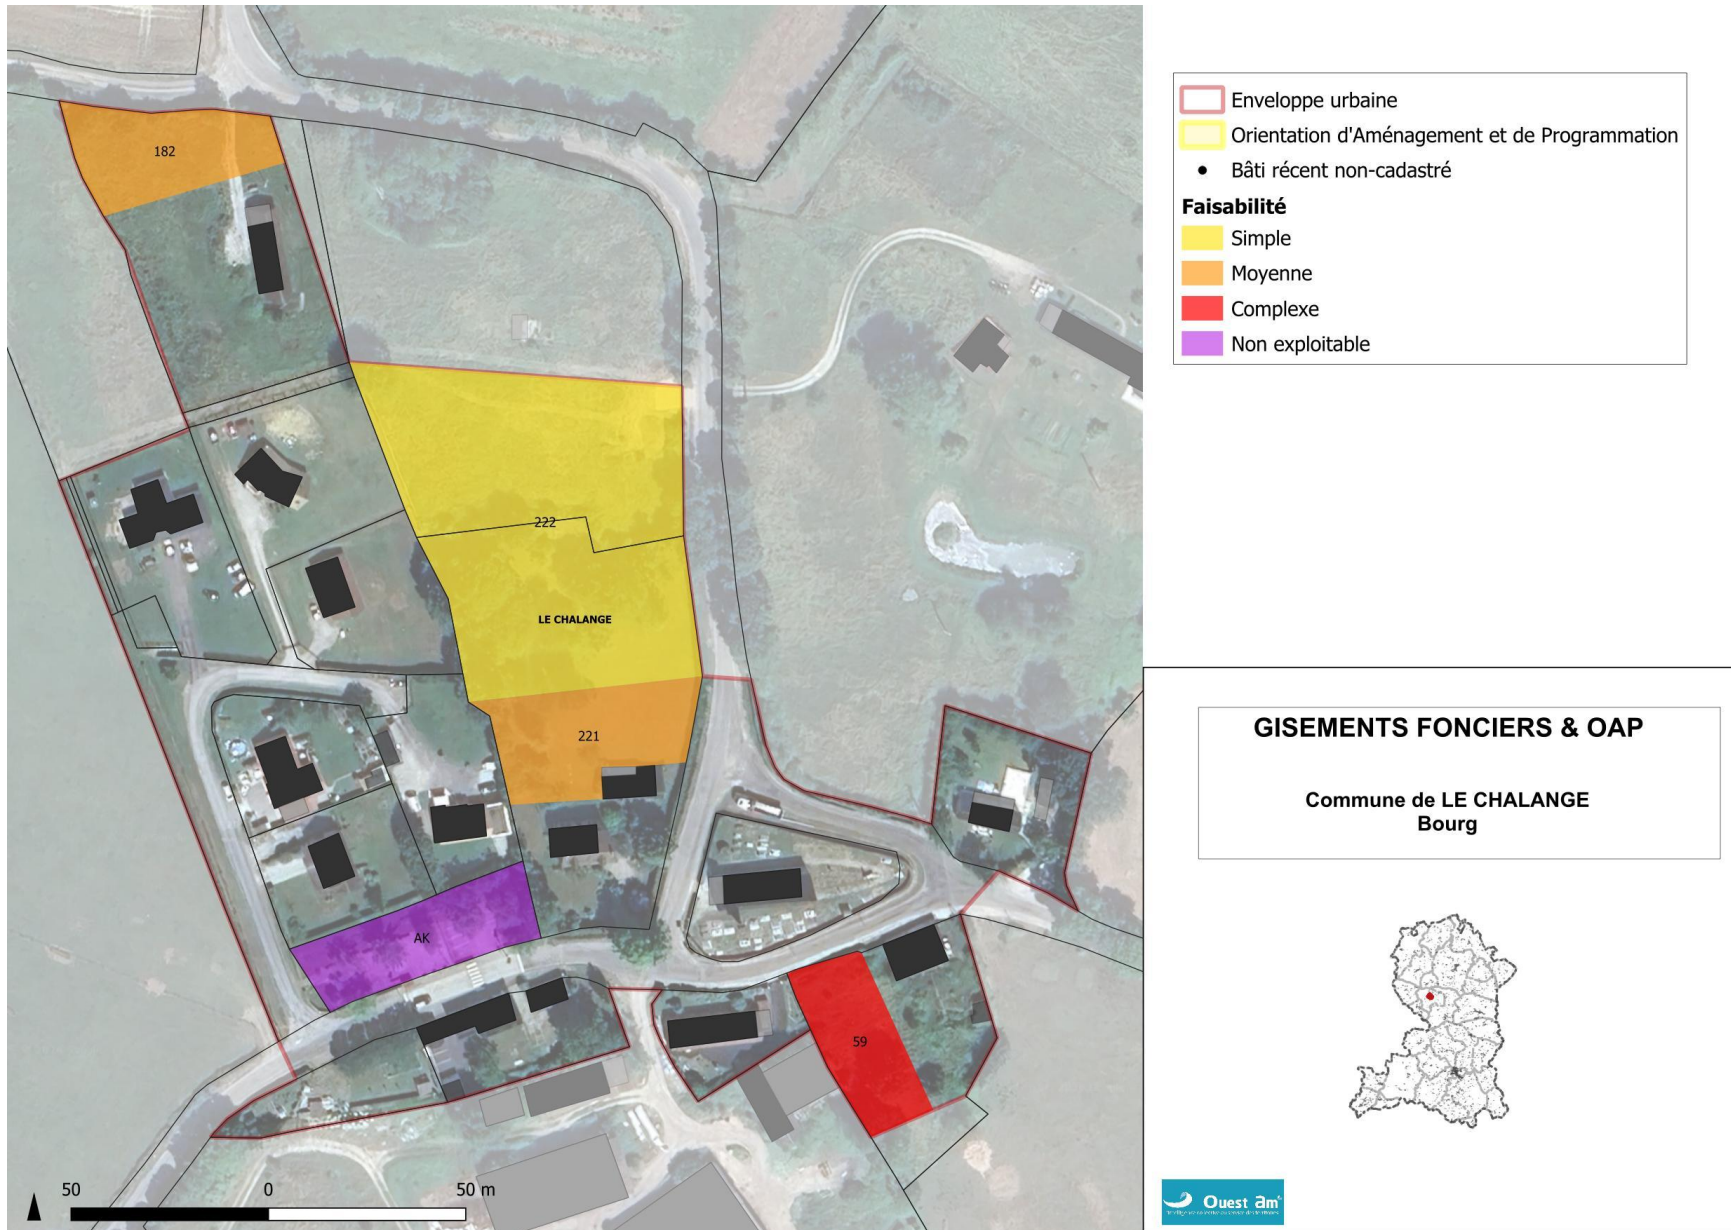 182
222
LE CHALANGE
221
AK
59
50 0 50 m
Enveloppe urbaine
Orientation d'Aménagement et de Programmation
Bâti récent non-cadastré
Faisabilité
Simple
Moyenne
Complexe
Non exploitable
GISEMENTS FONCIERS & OAP
Commune de LE CHALANGE
Bourg
Ouest am'